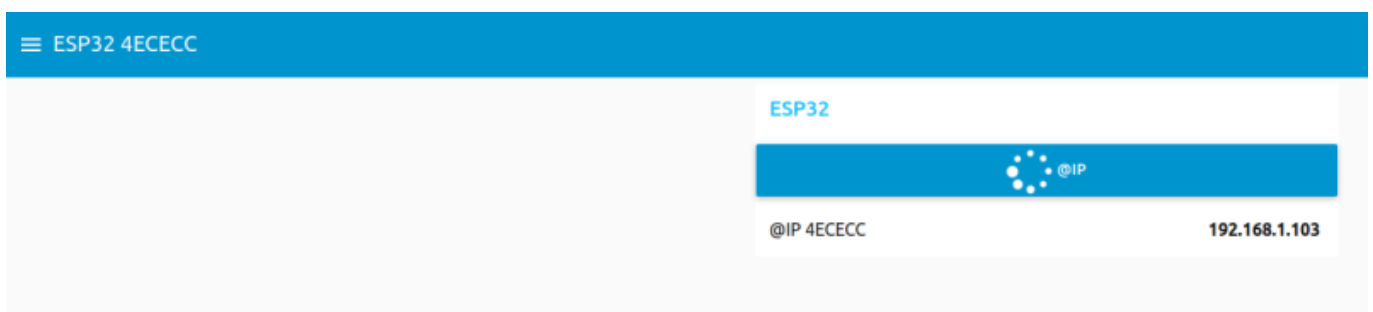 ESP32 4ECECC
ESP32
@IP
@IP 4ECECC 192.168.1.103